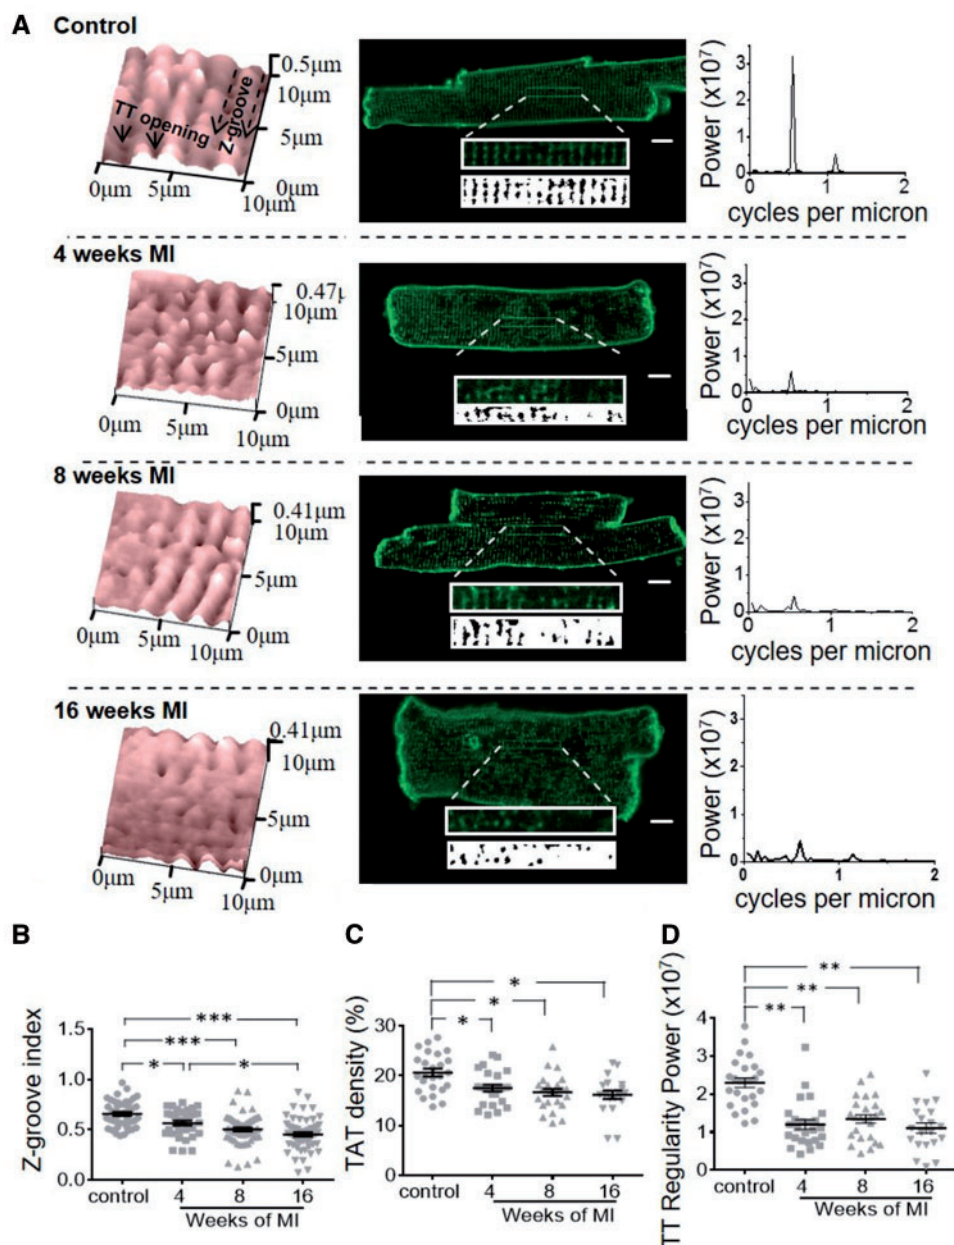 A
Control
0.5μm
10μm
5μm
0μm
TT opening
Z-groove
0μm
5μm
10μm
Power (x10⁷)
3
2
1
0
0
1
2
cycles per micron
4 weeks MI
0.47μ
10μm
5μm
0μm
0μm
5μm
10μm
Power (x10⁷)
3
2
1
0
0
1
2
cycles per micron
8 weeks MI
0.41μm
10μm
5μm
0μm
0μm
5μm
10μm
Power (x10⁷)
3
2
1
0
0
1
2
cycles per micron
16 weeks MI
0.41μm
10μm
5μm
0μm
0μm
5μm
10μm
Power (x10⁷)
3
2
1
0
0
1
2
cycles per micron
B
Z-groove index
1.5
1.0
0.5
0.0
***
***
*
*
control
4
8
16
Weeks of MI
C
TAT density (%)
30
20
10
0
*
*
*
control
4
8
16
Weeks of MI
D
TT Regularity Power (x10⁷)
4
3
2
1
0
**
**
**
control
4
8
16
Weeks of MI